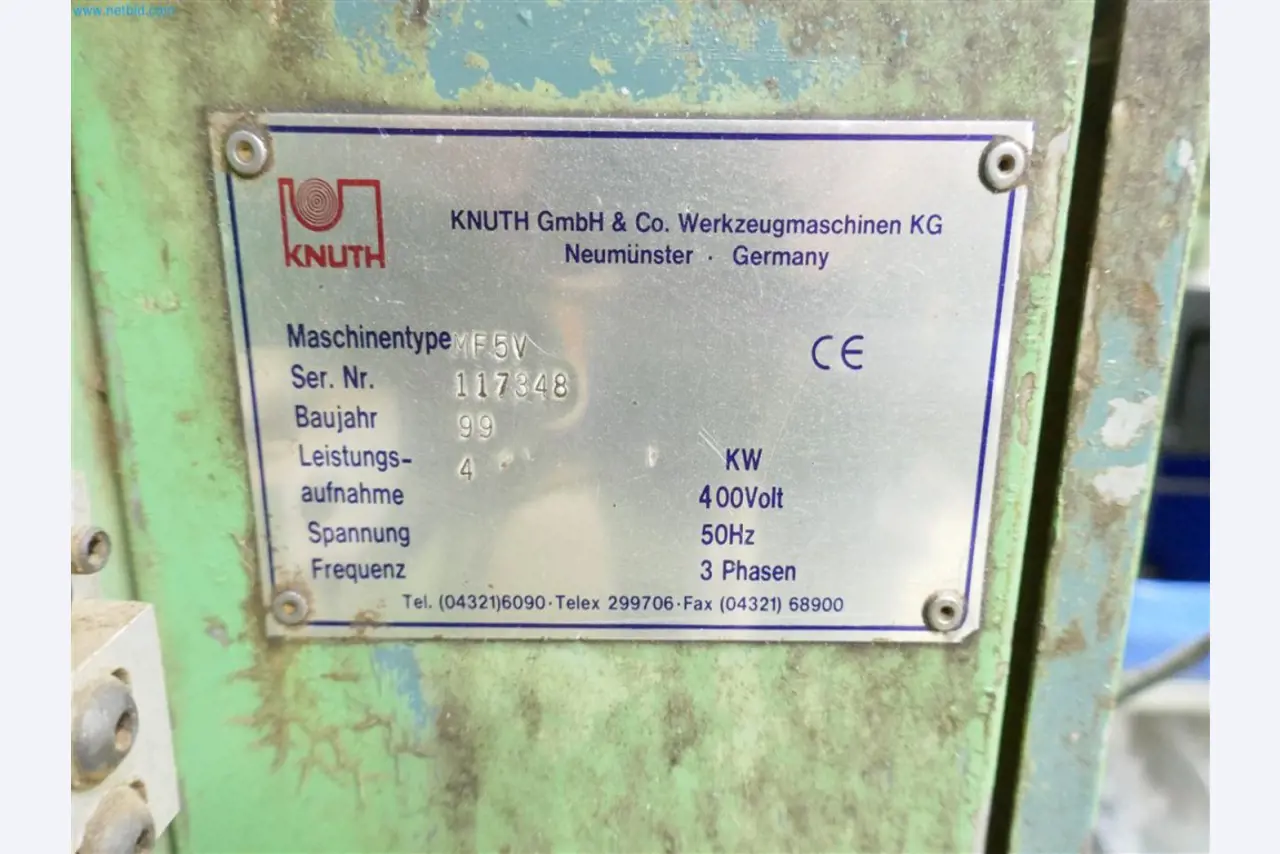 www.netbid.com
KNUTH
KNUTH GmbH & Co. Werkzeugmaschinen KG
Neumünster · Germany
Maschinentype MF5V
CE
Ser. Nr. 117348
Baujahr 99
Leistungs- 4 KW
aufnahme 400Volt
Spannung 50Hz
Frequenz 3 Phasen
Tel. (04321)6090·Telex 299706·Fax (04321) 68900